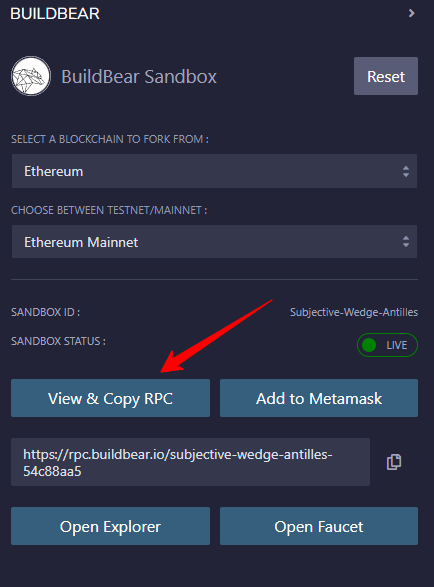 BUILDBEAR
BuildBear Sandbox
Reset
SELECT A BLOCKCHAIN TO FORK FROM :
Ethereum
CHOOSE BETWEEN TESTNET/MAINNET :
Ethereum Mainnet
SANDBOX ID :
Subjective-Wedge-Antilles
SANDBOX STATUS :
LIVE
View & Copy RPC
Add to Metamask
https://rpc.buildbear.io/subjective-wedge-antilles-
54c88aa5
Open Explorer
Open Faucet